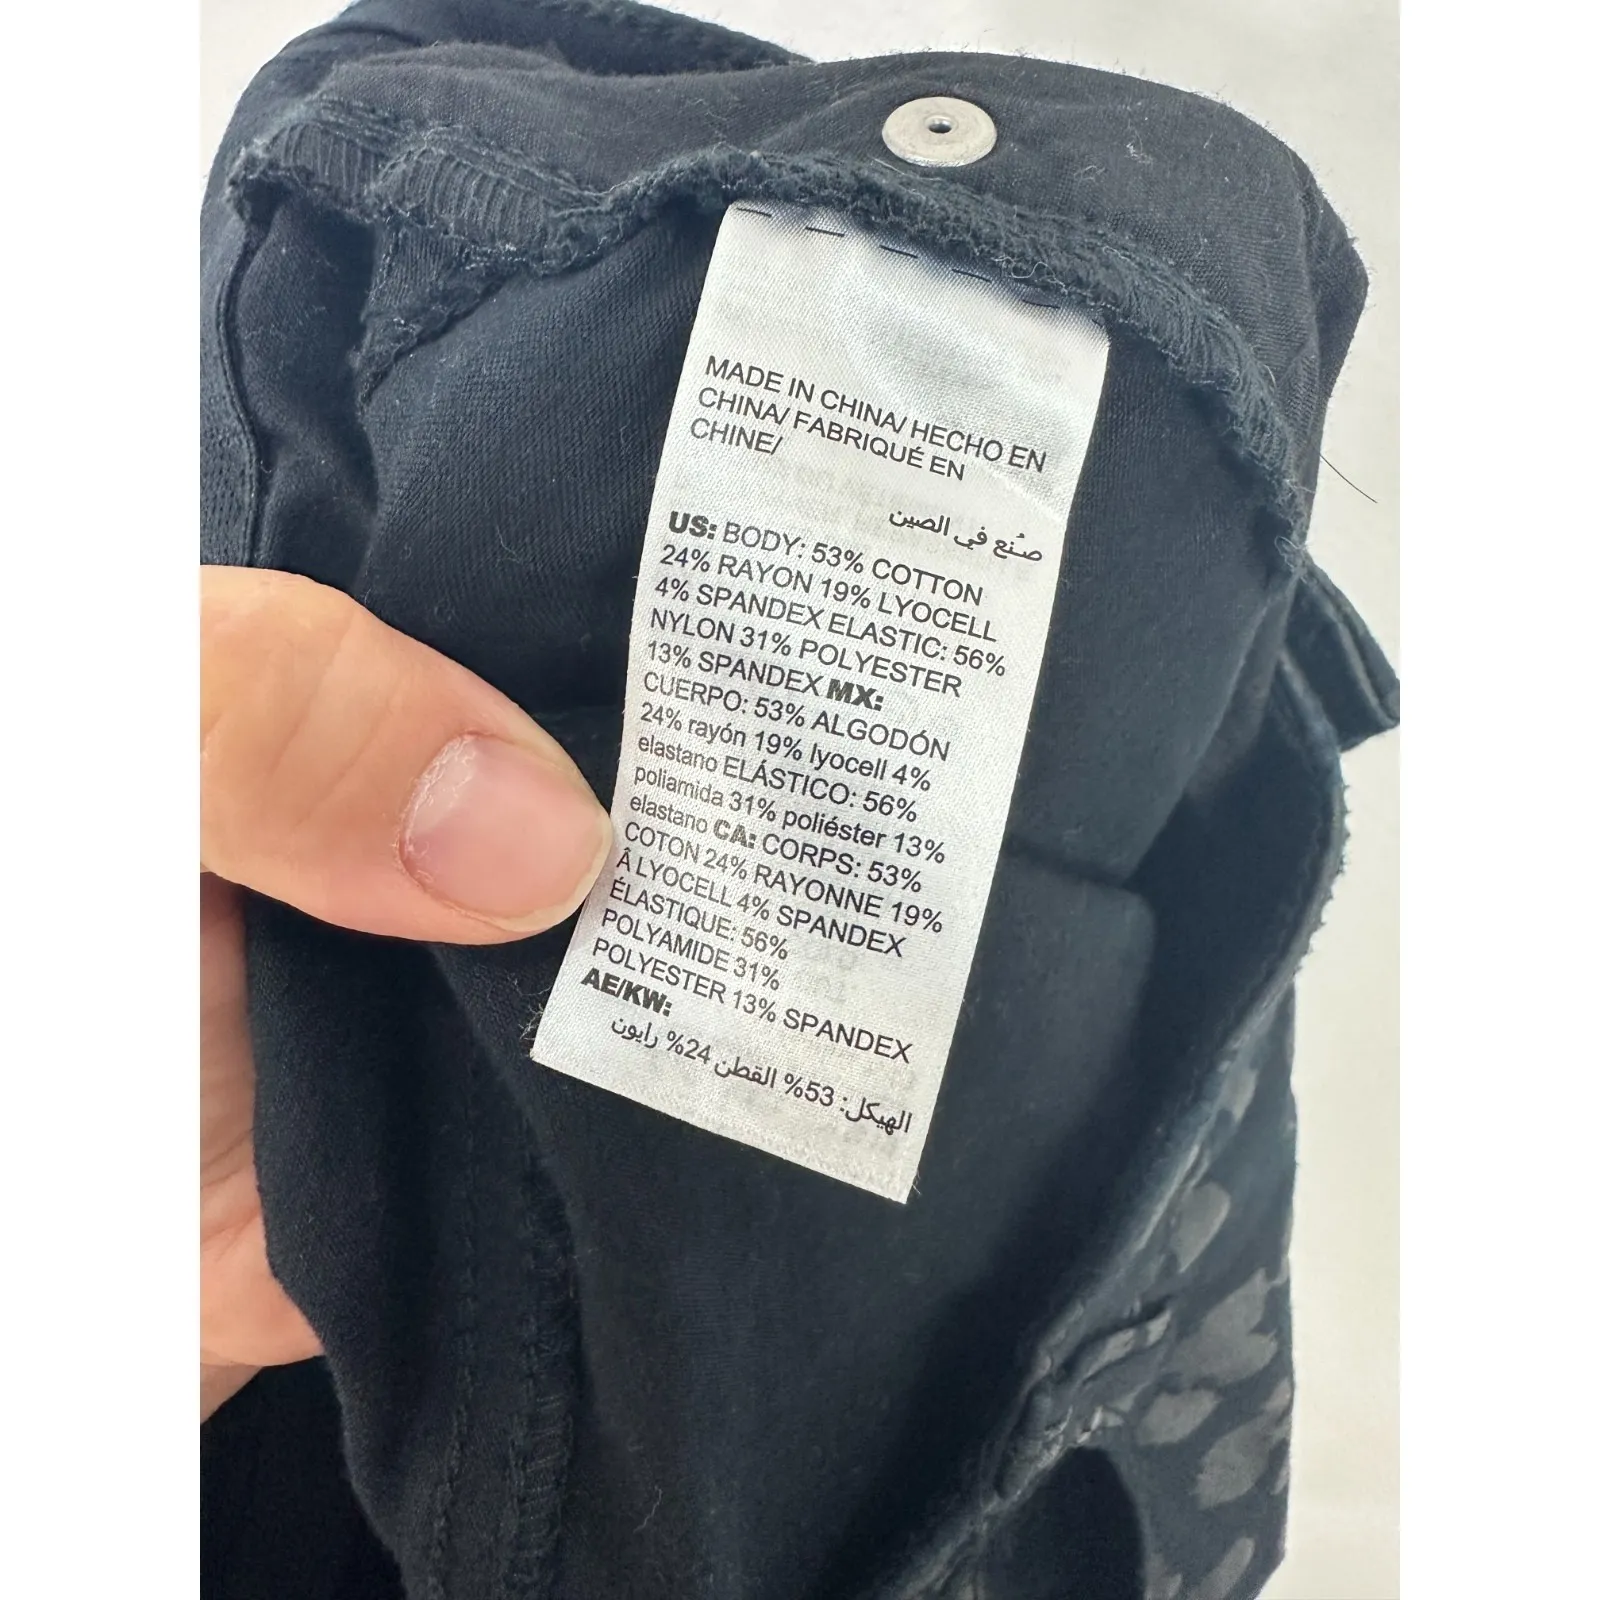 MADE IN CHINA/ HECHO EN
CHINA/ FABRIQUÉ EN
CHINE/
صنع في الصين
US: BODY: 53% COTTON
24% RAYON 19% LYOCELL
4% SPANDEX ELASTIC: 56%
NYLON 31% POLYESTER
13% SPANDEX MX:
CUERPO: 53% ALGODÓN
24% rayón 19% lyocell 4%
elastano ELÁSTICO: 56%
poliamida 31% poliéster 13%
elastano CA: CORPS: 53%
COTON 24% RAYONNE 19%
Â LYOCELL 4% SPANDEX
ÉLASTIQUE: 56%
POLYAMIDE 31%
POLYESTER 13% SPANDEX
AE/KW:
الهيكل: 53% القطن 24% رايون